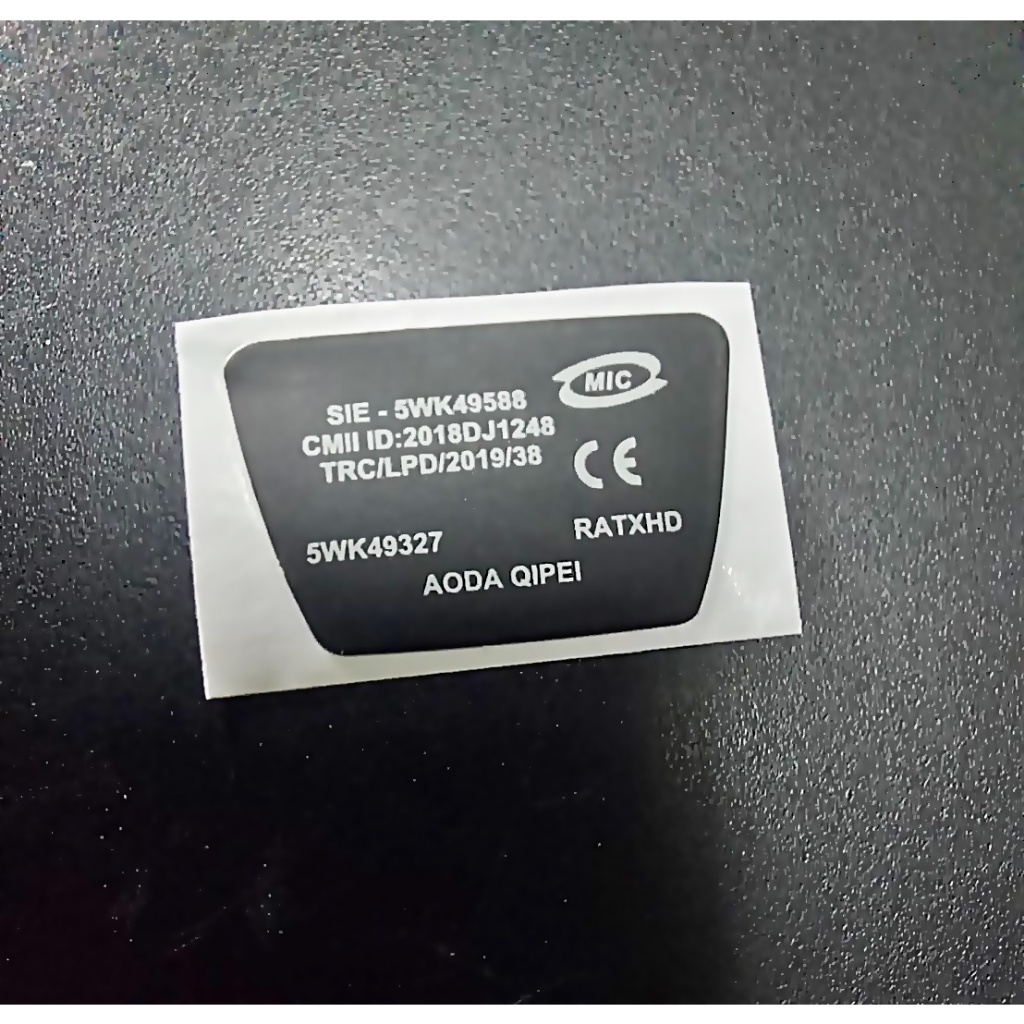 MIC
SIE - 5WK49588
CMII ID:2018DJ1248
TRC/LPD/2019/38
CE
RATXHD
5WK49327
AODA QIPEI